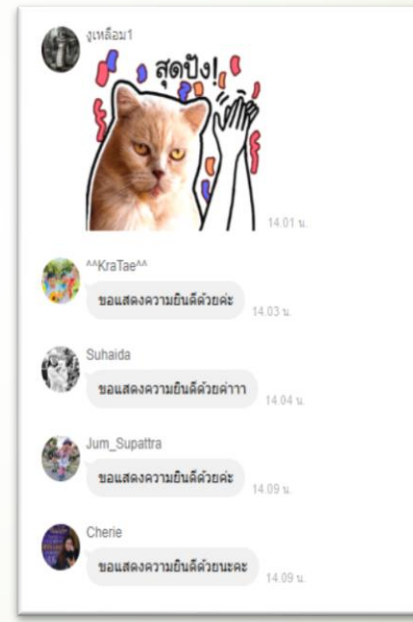 งูเหลือม1
สุดปัง!
14.01 น.
^^KraTae^^
ขอแสดงความยินดีด้วยค่ะ
14.03 น.
Suhaida
ขอแสดงความยินดีด้วยค่าาา
14.04 น.
Jum_Supattra
ขอแสดงความยินดีด้วยค่ะ
14.09 น.
Cherie
ขอแสดงความยินดีด้วยนะคะ
14.09 น.